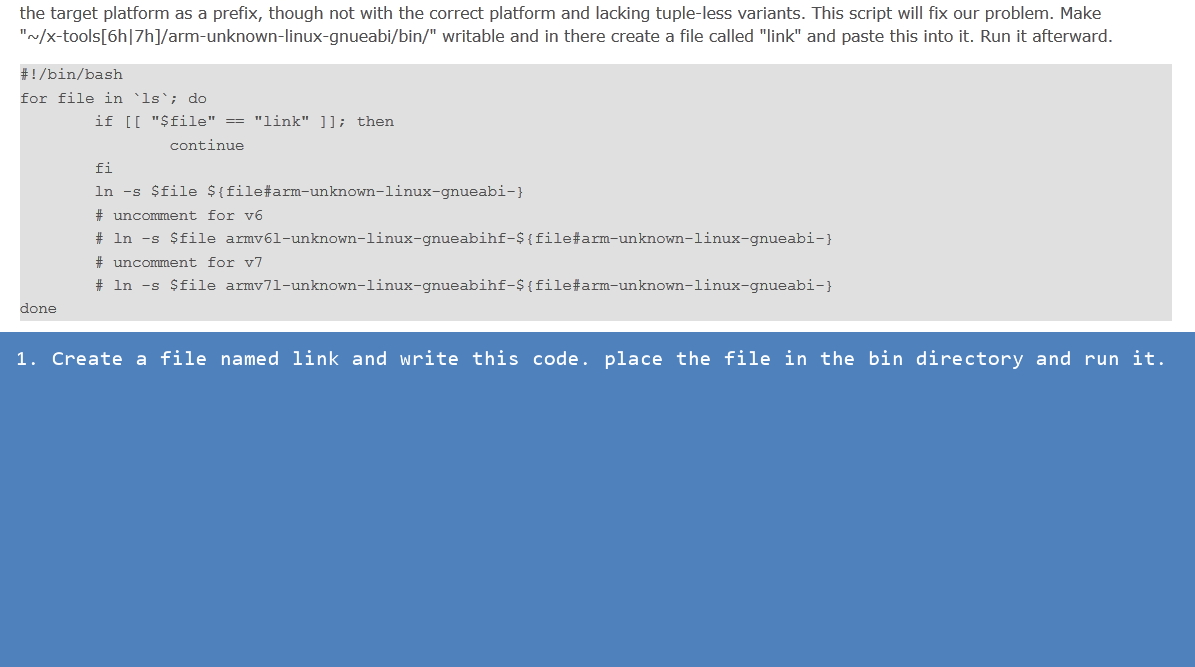 the target platform as a prefix, though not with the correct platform and lacking tuple-less variants. This script will fix our problem. Make
"~/x-tools[6h|7h]/arm-unknown-linux-gnueabi/bin/" writable and in there create a file called "link" and paste this into it. Run it afterward.
#!/bin/bash
for file in `ls`; do
        if [[ "$file" == "link" ]]; then
                continue
        fi
        ln -s $file ${file#arm-unknown-linux-gnueabi-}
        # uncomment for v6
        # ln -s $file armv6l-unknown-linux-gnueabihf-${file#arm-unknown-linux-gnueabi-}
        # uncomment for v7
        # ln -s $file armv7l-unknown-linux-gnueabihf-${file#arm-unknown-linux-gnueabi-}
done
1. Create a file named link and write this code. place the file in the bin directory and run it.